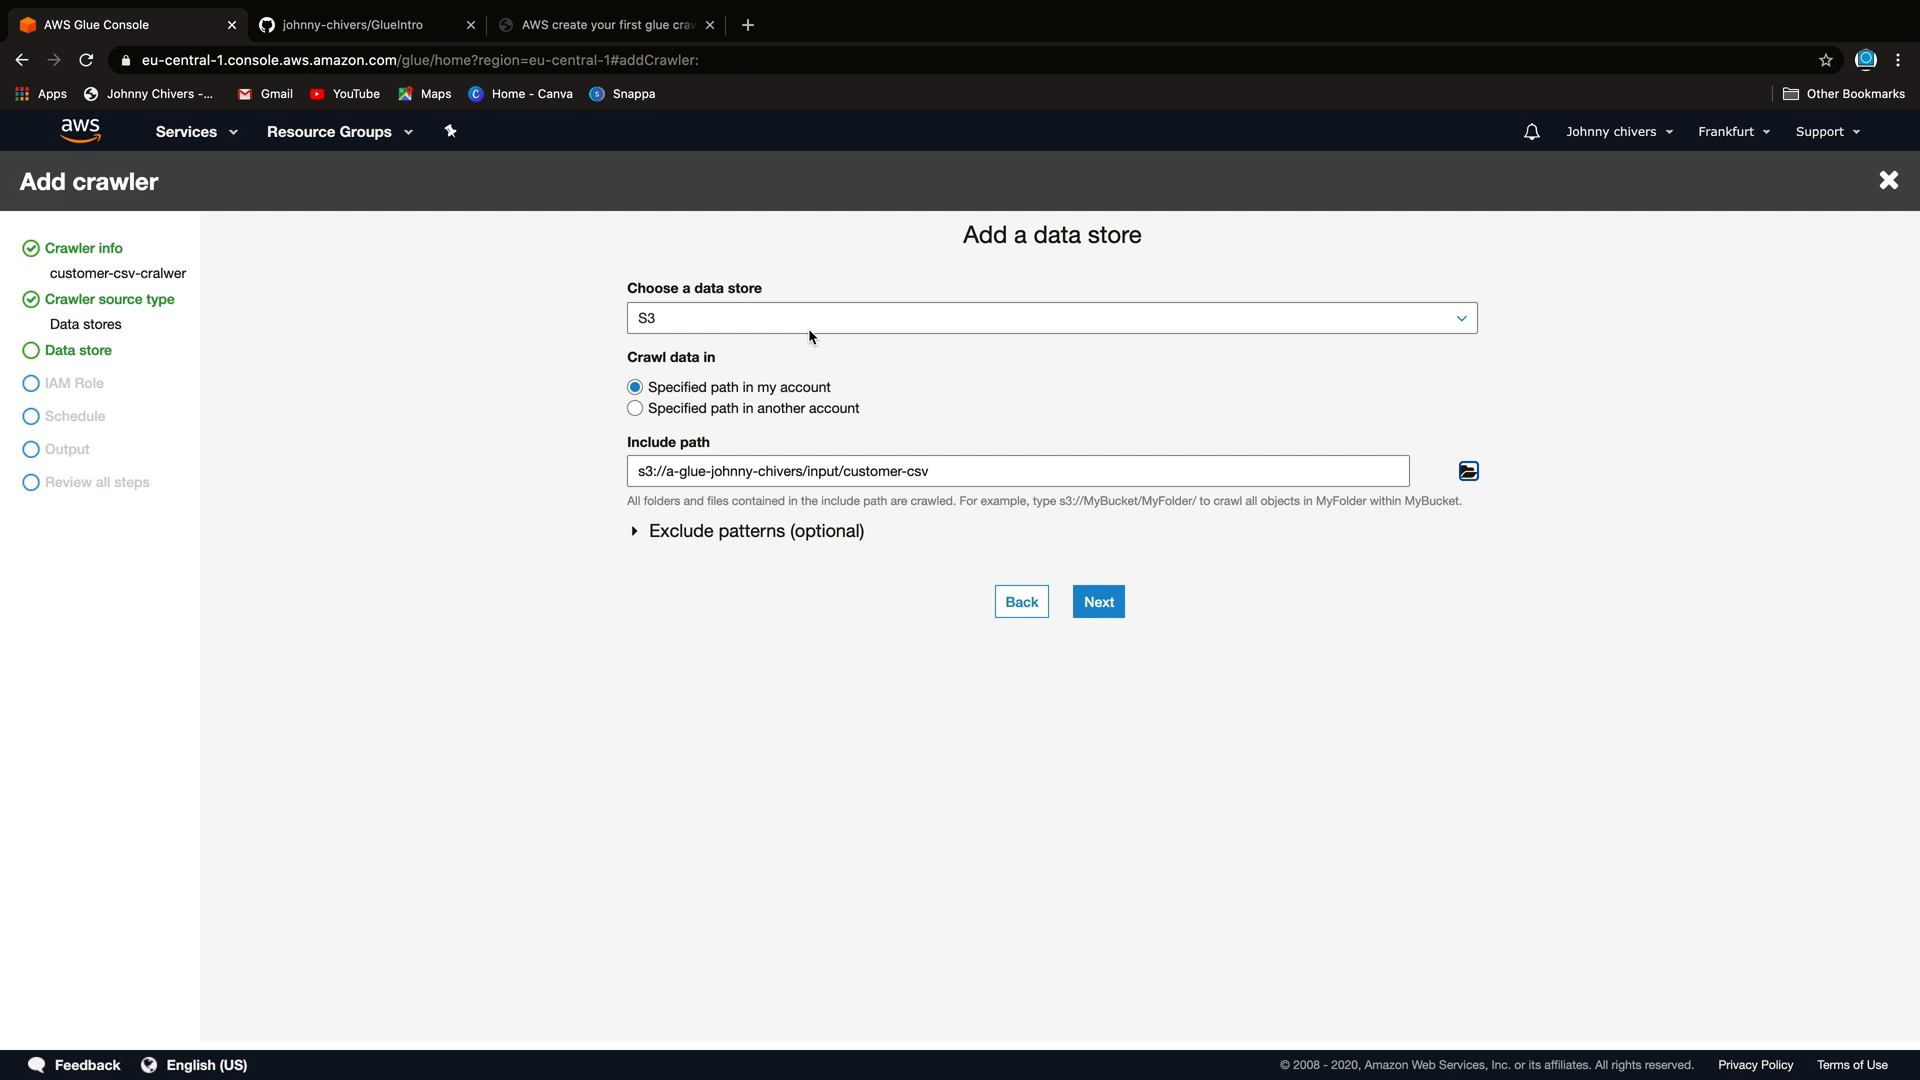 AWS Glue Console
johnny-chivers/GlueIntro
AWS create your first glue cra
eu-central-1.console.aws.amazon.com/glue/home?region=eu-central-1#addCrawler:
Apps Johnny Chivers -... Gmail YouTube Maps Home - Canva Snappa Other Bookmarks
aws Services Resource Groups Johnny chivers Frankfurt Support
Add crawler
Crawler info
customer-csv-cralwer
Crawler source type
Data stores
Data store
IAM Role
Schedule
Output
Review all steps
Add a data store
Choose a data store
S3
Crawl data in
Specified path in my account
Specified path in another account
Include path
s3://a-glue-johnny-chivers/input/customer-csv
All folders and files contained in the include path are crawled. For example, type s3://MyBucket/MyFolder/ to crawl all objects in MyFolder within MyBucket.
Exclude patterns (optional)
Back Next
Feedback English (US) © 2008 - 2020, Amazon Web Services, Inc. or its affiliates. All rights reserved. Privacy Policy Terms of Use